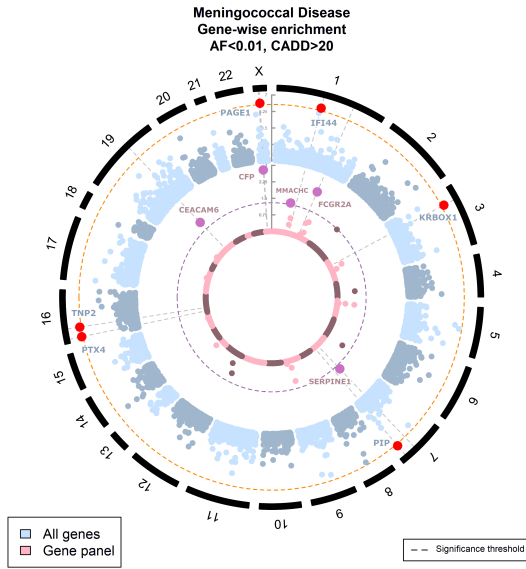 Meningococcal Disease
Gene-wise enrichment
AF<0.01, CADD>20
X
1
22
21
20
PAGE1
IFI44
2
19
CFP
MMACHC
FCGR2A
3
18
CEACAM6
KRBOX1
17
4
16
TNP2
PTX4
5
15
SERPINE1
6
14
PIP
7
13
8
12
9
11
10
All genes
Gene panel
Significance threshold